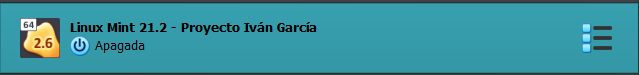 64
2.6
Linux Mint 21.2 - Proyecto Iván García
Apagada